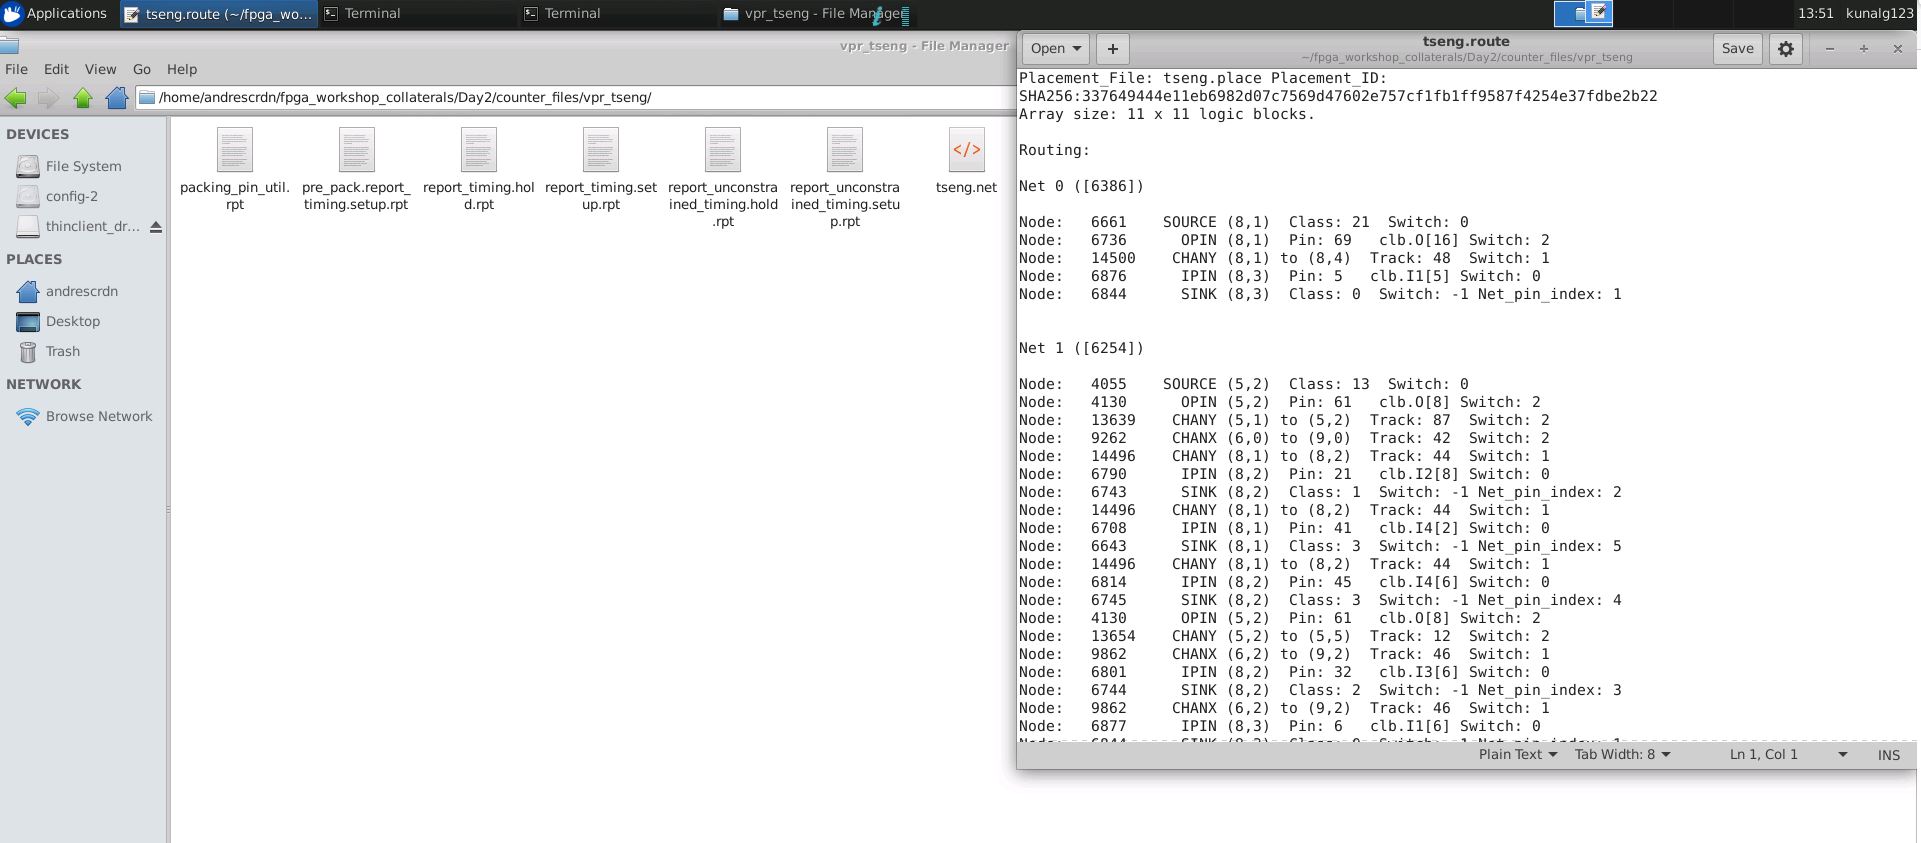 Applications
tseng.route (~/fpga_wo...
Terminal
Terminal
vpr_tseng - File Manager
13:51 kunalg123
vpr_tseng - File Manager
File Edit View Go Help
/home/andrescrdn/fpga_workshop_collaterals/Day2/counter_files/vpr_tseng/
DEVICES
File System
config-2
thinclient_dr...
PLACES
andrescrdn
Desktop
Trash
NETWORK
Browse Network
packing_pin_util.
rpt
pre_pack.report_
timing.setup.rpt
report_timing.hol
d.rpt
report_timing.set
up.rpt
report_unconstra
ined_timing.hold
.rpt
report_unconstra
ined_timing.setu
p.rpt
tseng.net
Open
tseng.route
~/fpga_workshop_collaterals/Day2/counter_files/vpr_tseng
Save
Placement_File: tseng.place Placement_ID:
SHA256:337649444e11eb6982d07c7569d47602e757cf1fb1ff9587f4254e37fdbe2b22
Array size: 11 x 11 logic blocks.
Routing:
Net 0 ([6386])
Node: 6661 SOURCE (8,1) Class: 21 Switch: 0
Node: 6736 OPIN (8,1) Pin: 69 clb.O[16] Switch: 2
Node: 14500 CHANY (8,1) to (8,4) Track: 48 Switch: 1
Node: 6876 IPIN (8,3) Pin: 5 clb.I1[5] Switch: 0
Node: 6844 SINK (8,3) Class: 0 Switch: -1 Net_pin_index: 1
Net 1 ([6254])
Node: 4055 SOURCE (5,2) Class: 13 Switch: 0
Node: 4130 OPIN (5,2) Pin: 61 clb.O[8] Switch: 2
Node: 13639 CHANY (5,1) to (5,2) Track: 87 Switch: 2
Node: 9262 CHANX (6,0) to (9,0) Track: 42 Switch: 2
Node: 14496 CHANY (8,1) to (8,2) Track: 44 Switch: 1
Node: 6790 IPIN (8,2) Pin: 21 clb.I2[8] Switch: 0
Node: 6743 SINK (8,2) Class: 1 Switch: -1 Net_pin_index: 2
Node: 14496 CHANY (8,1) to (8,2) Track: 44 Switch: 1
Node: 6708 IPIN (8,1) Pin: 41 clb.I4[2] Switch: 0
Node: 6643 SINK (8,1) Class: 3 Switch: -1 Net_pin_index: 5
Node: 14496 CHANY (8,1) to (8,2) Track: 44 Switch: 1
Node: 6814 IPIN (8,2) Pin: 45 clb.I4[6] Switch: 0
Node: 6745 SINK (8,2) Class: 3 Switch: -1 Net_pin_index: 4
Node: 4130 OPIN (5,2) Pin: 61 clb.O[8] Switch: 2
Node: 13654 CHANY (5,2) to (5,5) Track: 12 Switch: 2
Node: 9862 CHANX (6,2) to (9,2) Track: 46 Switch: 1
Node: 6801 IPIN (8,2) Pin: 32 clb.I3[6] Switch: 0
Node: 6744 SINK (8,2) Class: 2 Switch: -1 Net_pin_index: 3
Node: 9862 CHANX (6,2) to (9,2) Track: 46 Switch: 1
Node: 6877 IPIN (8,3) Pin: 6 clb.I1[6] Switch: 0
Plain Text Tab Width: 8 Ln 1, Col 1 INS